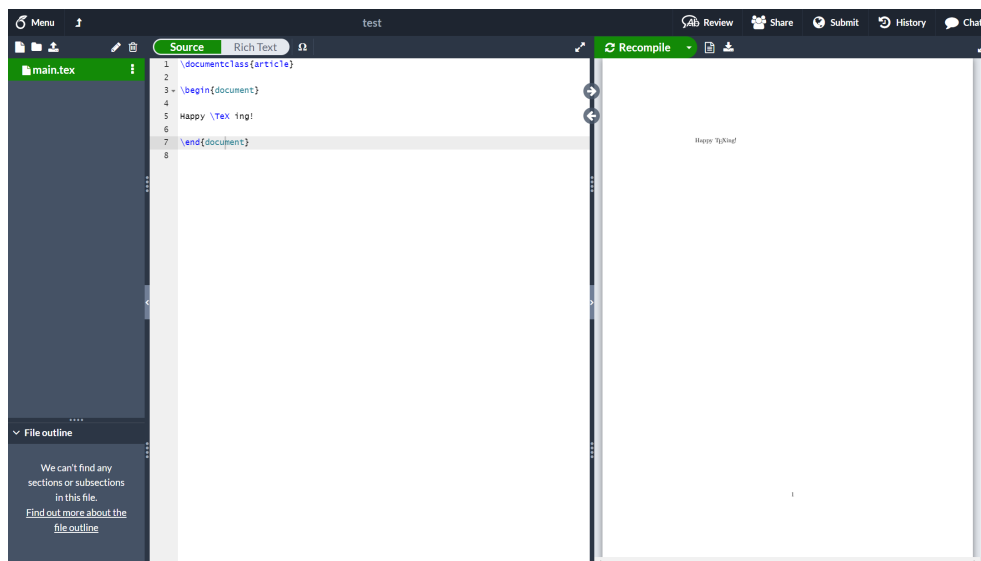 Menu
test
Review
Share
Submit
History
Chat
Source
Rich Text
Ω
Recompile
main.tex
1 \documentclass{article}
2
3 \begin{document}
4
5 Happy \TeX ing!
6
7 \end{document}
8
Happy TEXing!
1
File outline
We can't find any
sections or subsections
in this file.
Find out more about the
file outline